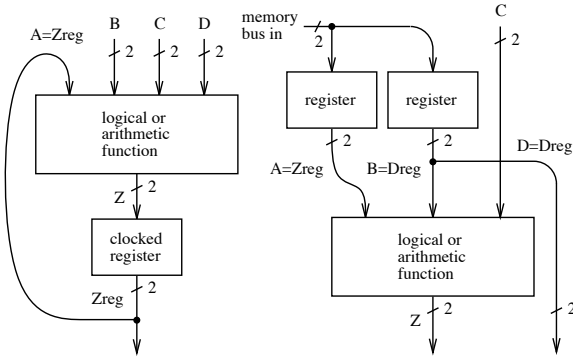 A=Zreg
B
C
D
2
2
2
logical or
arithmetic
function
Z
2
clocked
register
Zreg
2
memory
bus in
2
C
2
register
register
2
2
A=Zreg
B=Dreg
D=Dreg
logical or
arithmetic
function
Z
2
2